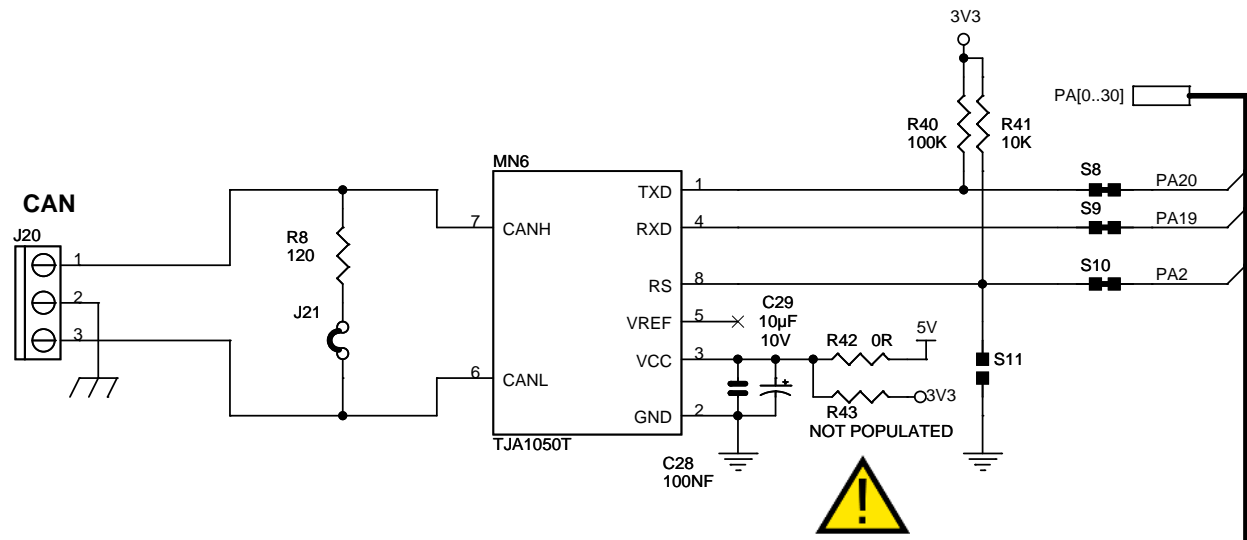 3V3
PA[0..30]
R40
100K
R41
10K
MN6
S8
TXD
1
PA20
CAN
S9
J20
7
CANH
RXD
4
PA19
R8
120
1
S10
RS
8
PA2
2
C29
10µF
10V
J21
VREF
5
5V
R42 0R
3
VCC
3
S11
6
CANL
3V3
R43
GND
2
NOT POPULATED
TJA1050T
C28
100NF
!